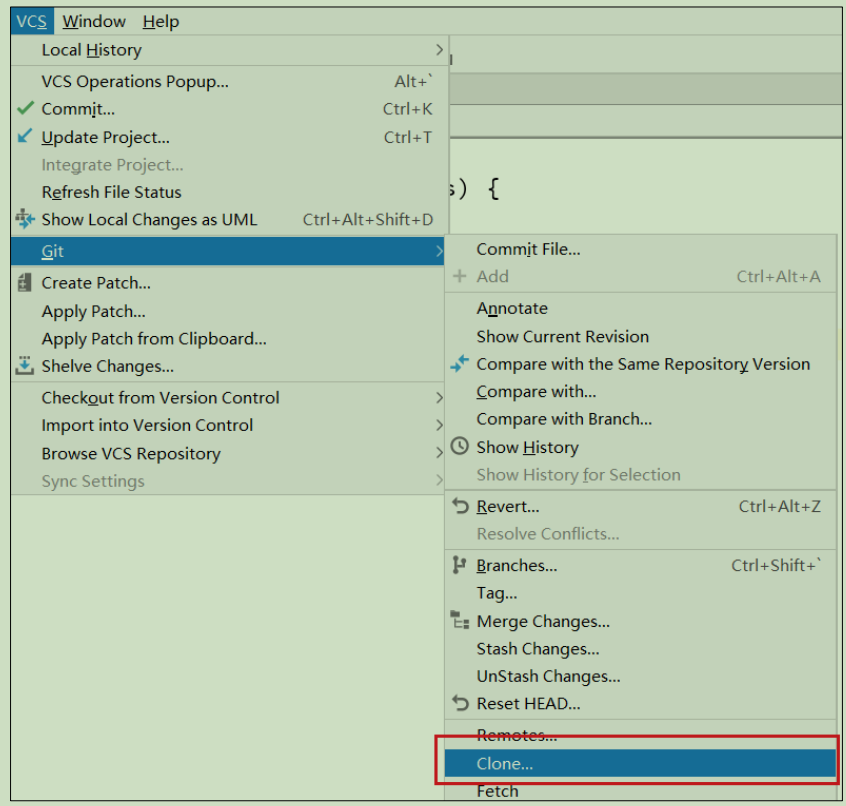 VCS Window Help
Local History
VCS Operations Popup... Alt+`
Commit... Ctrl+K
Update Project... Ctrl+T
Integrate Project...
Refresh File Status
s) {
Show Local Changes as UML Ctrl+Alt+Shift+D
Git
Create Patch...
Apply Patch...
Apply Patch from Clipboard...
Shelve Changes...
Checkout from Version Control
Import into Version Control
Browse VCS Repository
Sync Settings
Commit File...
Add Ctrl+Alt+A
Annotate
Show Current Revision
Compare with the Same Repository Version
Compare with...
Compare with Branch...
Show History
Show History for Selection
Revert... Ctrl+Alt+Z
Resolve Conflicts...
Branches... Ctrl+Shift+`
Tag...
Merge Changes...
Stash Changes...
UnStash Changes...
Reset HEAD...
Remotes...
Clone...
Fetch